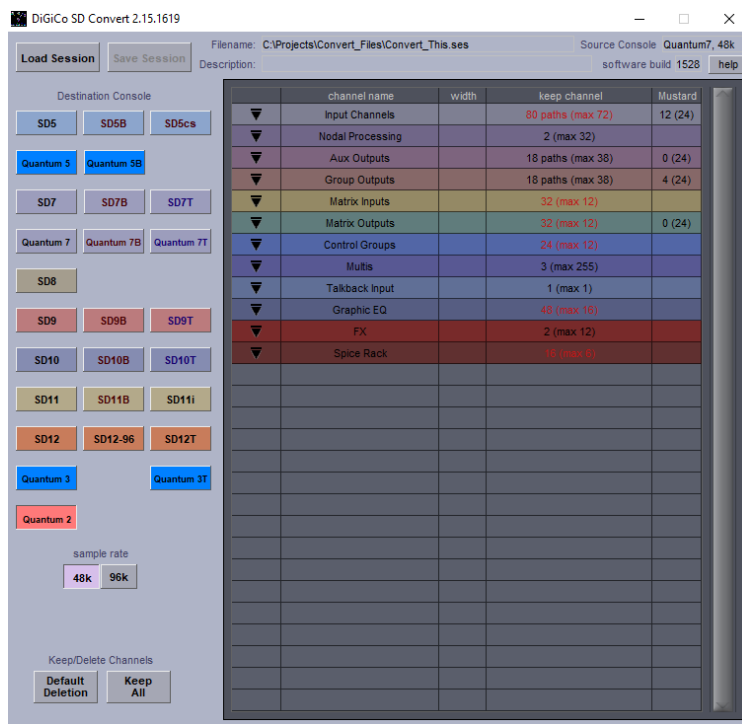 DiGiCo SD Convert 2.15.1619
Load Session Save Session
Filename: C:\Projects\Convert_Files\Convert_This.ses Source Console Quantum7, 48k
Description: software build 1528 help
Destination Console
SD5 SD5B SD5cs
Quantum 5 Quantum 5B
SD7 SD7B SD7T
Quantum 7 Quantum 7B Quantum 7T
SD8
SD9 SD9B SD9T
SD10 SD10B SD10T
SD11 SD11B SD11i
SD12 SD12-96 SD12T
Quantum 3 Quantum 3T
Quantum 2
sample rate
48k 96k
Keep/Delete Channels
Default Deletion
Keep All
channel name width keep channel Mustard
Input Channels 80 paths (max 72) 12 (24)
Nodal Processing 2 (max 32)
Aux Outputs 18 paths (max 38) 0 (24)
Group Outputs 18 paths (max 38) 4 (24)
Matrix Inputs 32 (max 12)
Matrix Outputs 32 (max 12) 0 (24)
Control Groups 24 (max 12)
Multis 3 (max 255)
Talkback Input 1 (max 1)
Graphic EQ 48 (max 16)
FX 2 (max 12)
Spice Rack 16 (max 6)